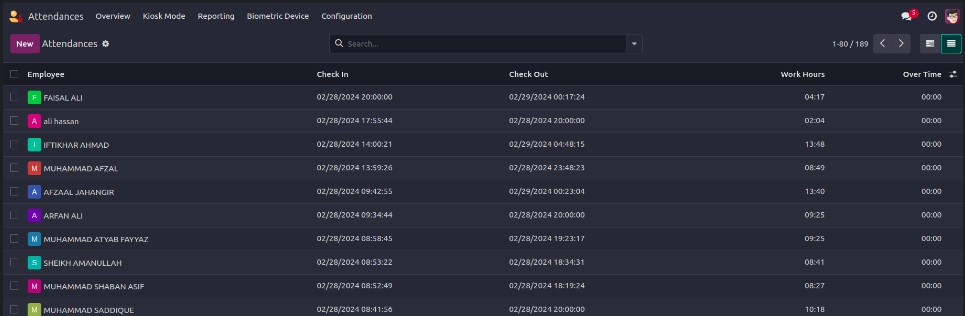 Attendances Overview Kiosk Mode Reporting Biometric Device Configuration 5
New Attendances Search... 1-80 / 189
Employee Check In Check Out Work Hours Over Time
F FAISAL ALI 02/28/2024 20:00:00 02/29/2024 00:17:24 04:17 00:00
A ali hassan 02/28/2024 17:55:44 02/28/2024 20:00:00 02:04 00:00
I IFTIKHAR AHMAD 02/28/2024 14:00:21 02/29/2024 04:48:15 13:48 00:00
M MUHAMMAD AFZAL 02/28/2024 13:59:26 02/28/2024 23:48:23 08:49 00:00
A AFZAAL JAHANGIR 02/28/2024 09:42:55 02/29/2024 00:23:04 13:40 00:00
A ARFAN ALI 02/28/2024 09:34:44 02/28/2024 20:00:00 09:25 00:00
M MUHAMMAD ATYAB FAYYAZ 02/28/2024 08:58:45 02/28/2024 19:23:17 09:25 00:00
S SHEIKH AMANULLAH 02/28/2024 08:53:22 02/28/2024 18:34:31 08:41 00:00
M MUHAMMAD SHABAN ASIF 02/28/2024 08:52:49 02/28/2024 18:19:24 08:27 00:00
M MUHAMMAD SADDIQUE 02/28/2024 08:41:56 02/28/2024 20:00:00 10:18 00:00